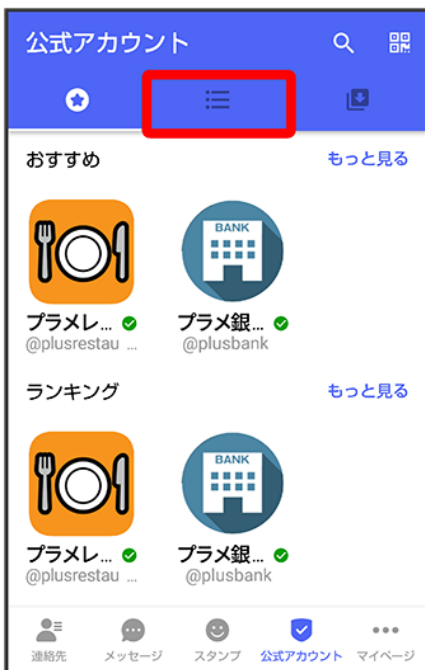 公式アカウント
おすすめ もっと見る
BANK
プラメレ... プラメ銀...
@plusrestau ... @plusbank
ランキング もっと見る
BANK
プラメレ... プラメ銀...
@plusrestau ... @plusbank
連絡先 メッセージ スタンプ 公式アカウント マイページ